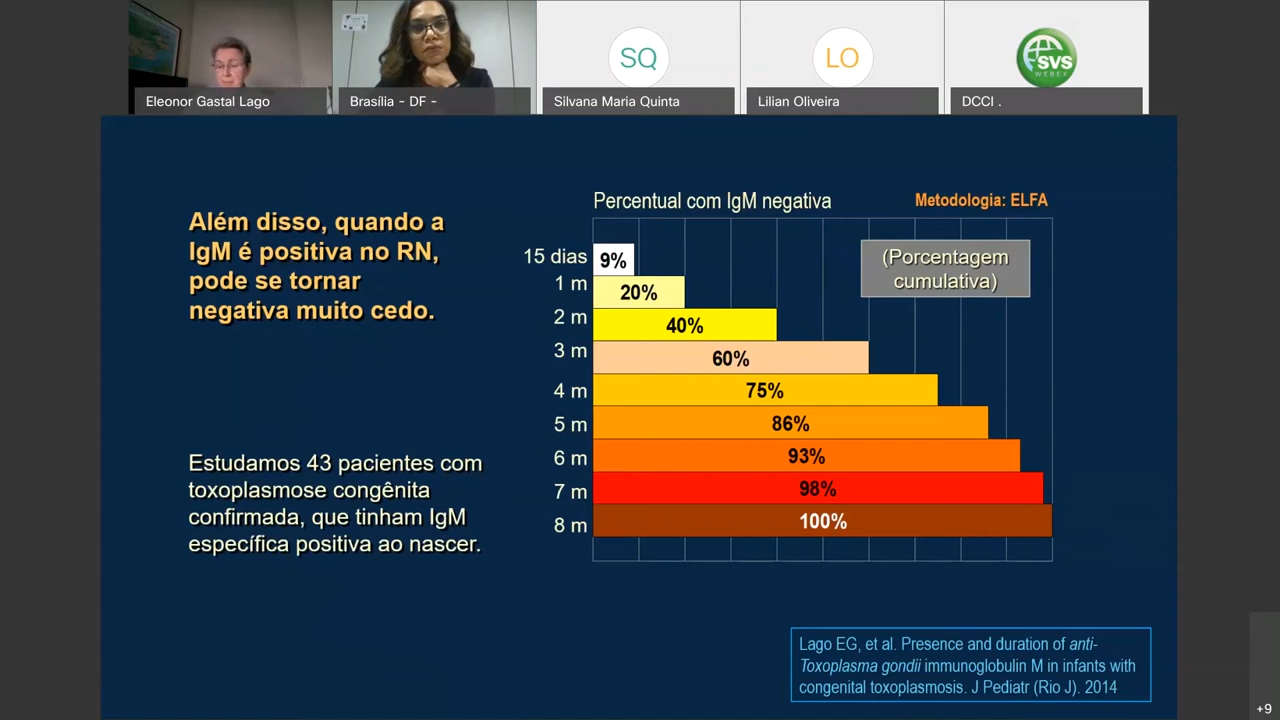 SQ
LO
SVS
WEBEX
Eleonor Gastal Lago
Brasília - DF -
Silvana Maria Quinta
Lilian Oliveira
DCCI .
Além disso, quando a
IgM é positiva no RN,
pode se tornar
negativa muito cedo.
Estudamos 43 pacientes com
toxoplasmose congênita
confirmada, que tinham IgM
específica positiva ao nascer.
Percentual com IgM negativa
Metodologia: ELFA
(Porcentagem
cumulativa)
15 dias 9%
1 m 20%
2 m 40%
3 m 60%
4 m 75%
5 m 86%
6 m 93%
7 m 98%
8 m 100%
Lago EG, et al. Presence and duration of anti-
Toxoplasma gondii immunoglobulin M in infants with
congenital toxoplasmosis. J Pediatr (Rio J). 2014
+9